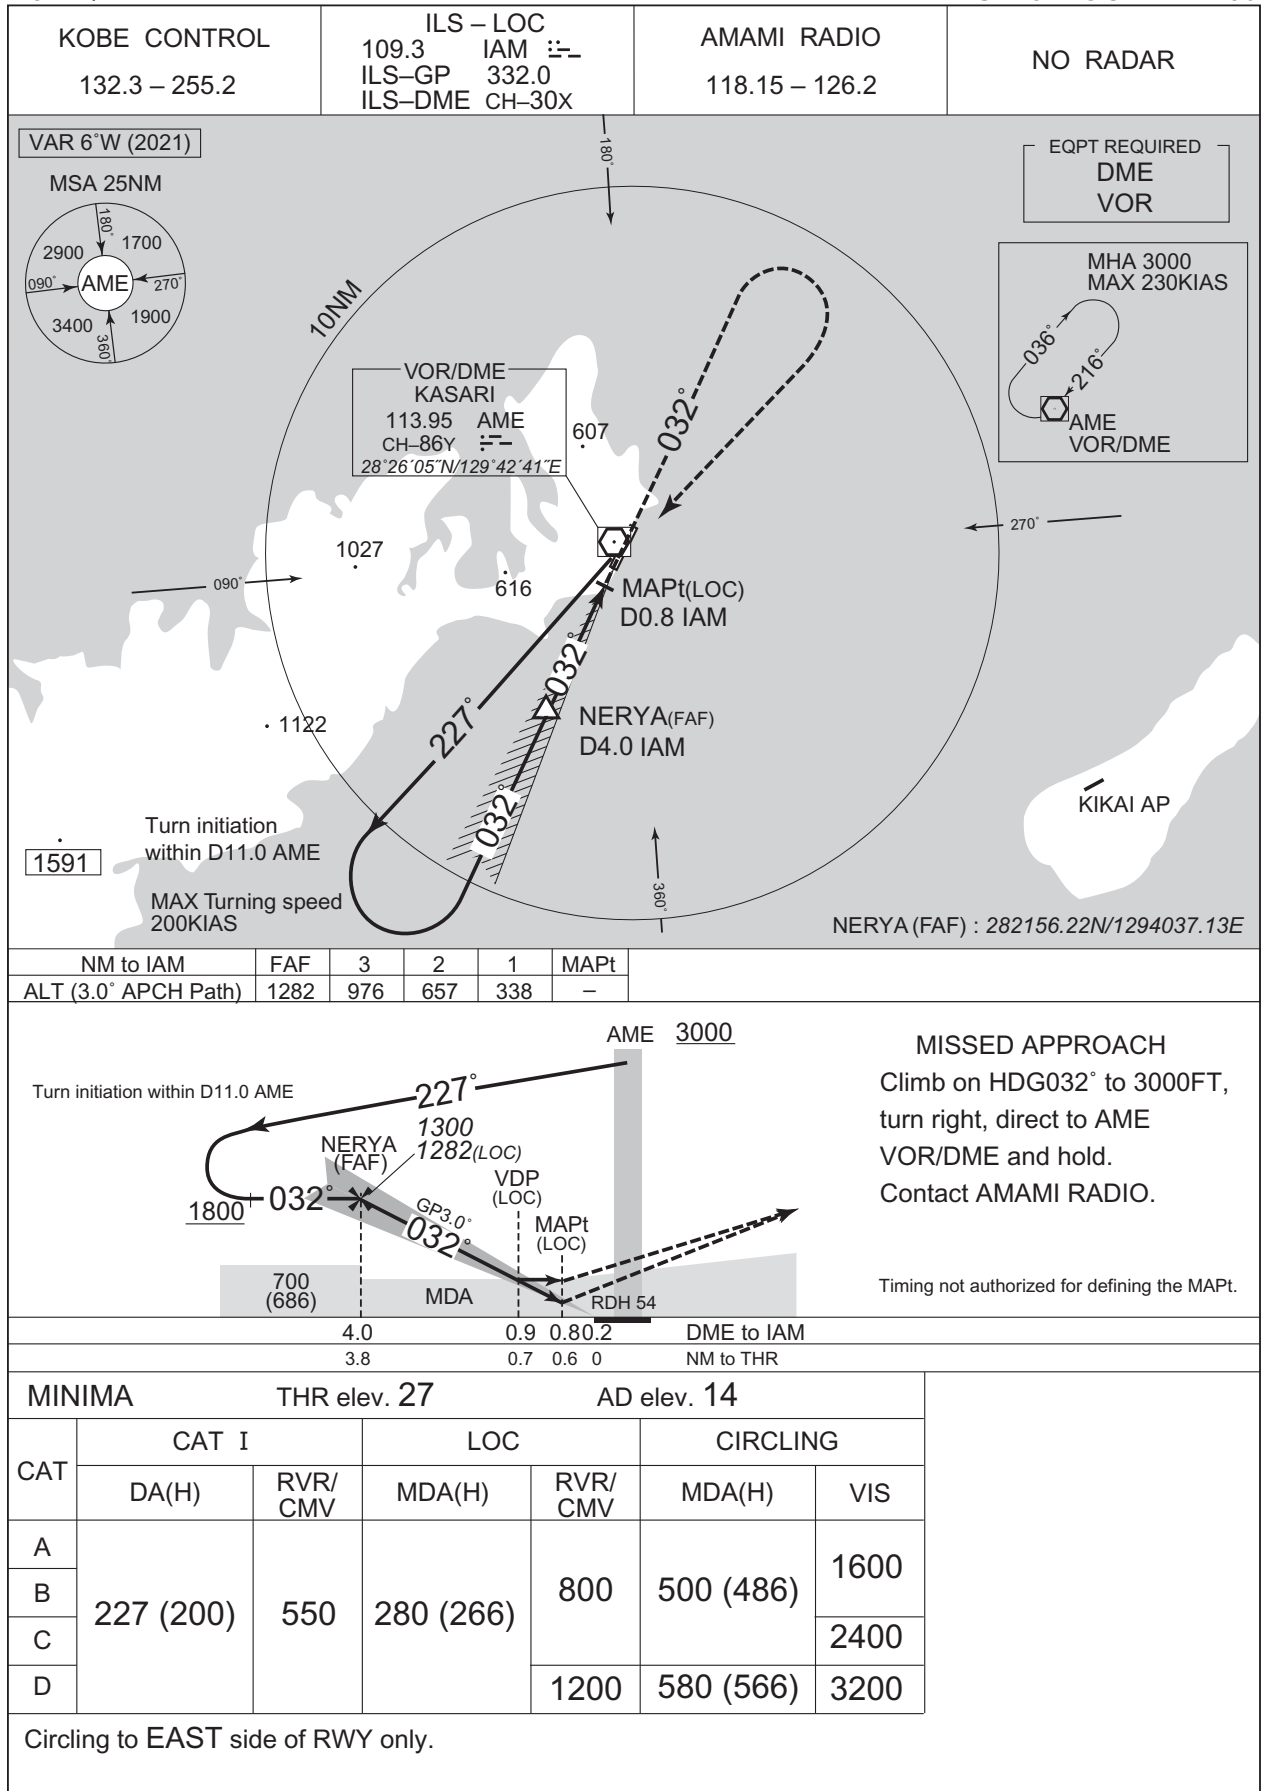 KOBE CONTROL
132.3 – 255.2
ILS – LOC
109.3 IAM
ILS–GP 332.0
ILS–DME CH–30X
AMAMI RADIO
118.15 – 126.2
NO RADAR
VAR 6˚W (2021)
MSA 25NM
180˚
2900
1700
090˚
AME
270˚
3400
1900
360˚
180˚
EQPT REQUIRED
DME
VOR
MHA 3000
MAX 230KIAS
036˚
216˚
AME
VOR/DME
10NM
VOR/DME
KASARI
113.95 AME
CH–86Y
28˚26´05˝N/129˚42´41˝E
607
032˚
270˚
1027
616
090˚
MAPt(LOC)
D0.8 IAM
032˚
227˚
NERYA(FAF)
D4.0 IAM
1122
032˚
KIKAI AP
Turn initiation
within D11.0 AME
1591
MAX Turning speed
200KIAS
360˚
NERYA (FAF) : 282156.22N/1294037.13E
NM to IAM FAF 3 2 1 MAPt
ALT (3.0˚ APCH Path) 1282 976 657 338 –
AME 3000
MISSED APPROACH
Climb on HDG032˚ to 3000FT,
turn right, direct to AME
VOR/DME and hold.
Contact AMAMI RADIO.
Turn initiation within D11.0 AME
227˚
1300
1282(LOC)
NERYA
(FAF)
VDP
(LOC)
1800
032˚
GP3.0˚
032˚
MAPt
(LOC)
700
(686)
MDA
RDH 54
Timing not authorized for defining the MAPt.
4.0 0.9 0.8 0.2 DME to IAM
3.8 0.7 0.6 0 NM to THR
MINIMA THR elev. 27 AD elev. 14
CAT
CAT I LOC CIRCLING
DA(H) RVR/CMV MDA(H) RVR/CMV MDA(H) VIS
A
B
C
D
227 (200)
550
280 (266)
800
500 (486)
1600
2400
1200
580 (566)
3200
Circling to EAST side of RWY only.